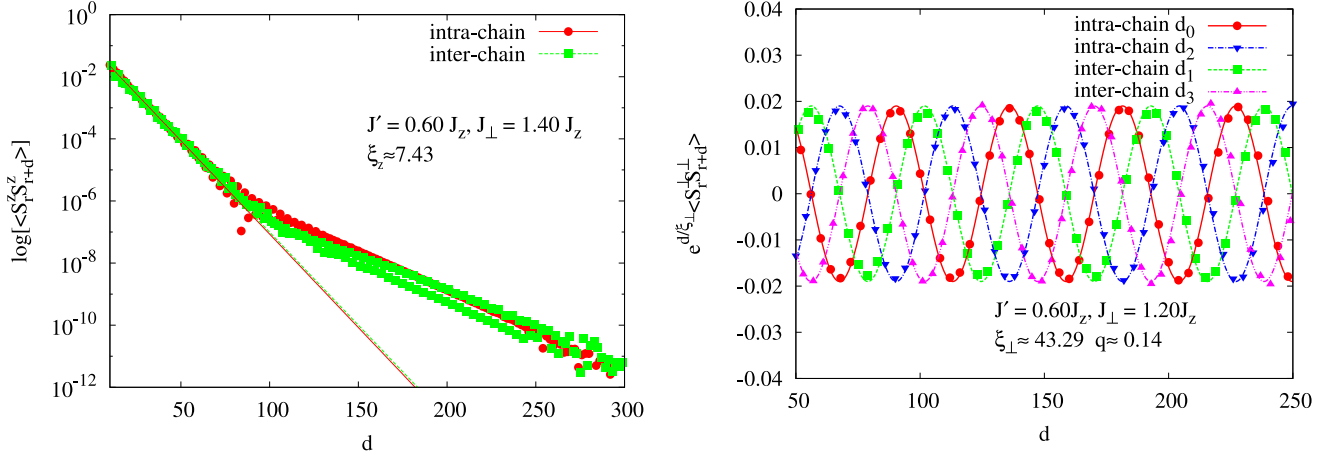 10^0
10^-2
10^-4
10^-6
10^-8
10^-10
10^-12
log[<S_r^z S_{r+d}^z>]
50
100
150
200
250
300
d
intra-chain
inter-chain
J′ = 0.60 J_z, J_⊥ = 1.40 J_z
ξ_z≈7.43
0.04
0.03
0.02
0.01
0
-0.01
-0.02
-0.03
-0.04
e^{d/ξ_⊥}<S_r^⊥ S_{r+d}^⊥>
50
100
150
200
250
d
intra-chain d_0
intra-chain d_2
inter-chain d_1
inter-chain d_3
J′ = 0.60J_z, J_⊥ = 1.20J_z
ξ_⊥≈ 43.29 q≈ 0.14